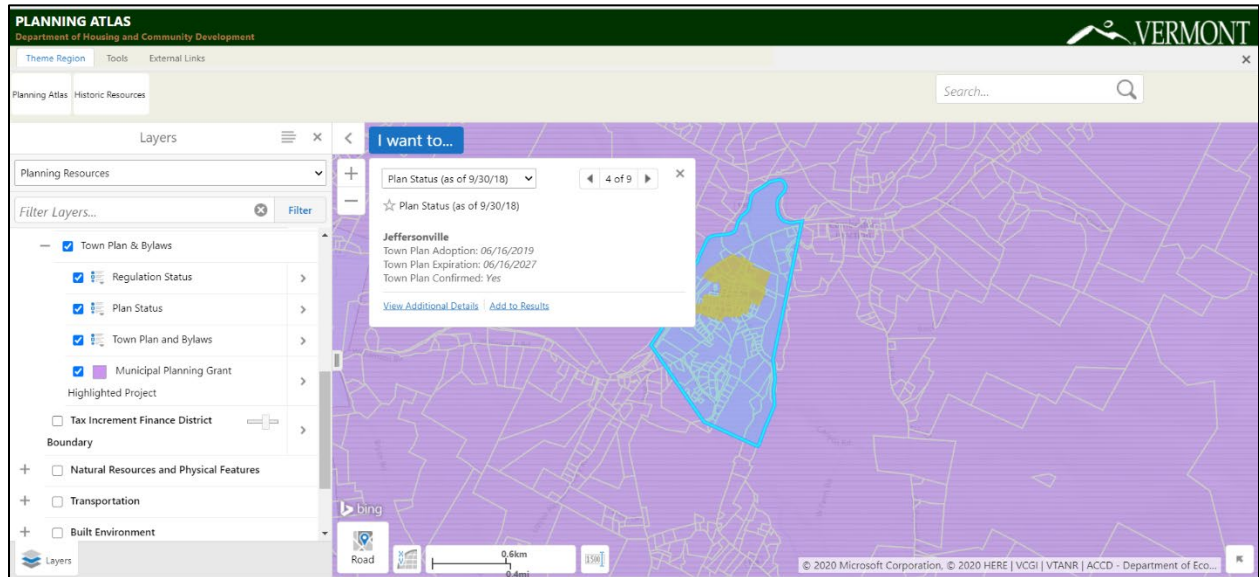 PLANNING ATLAS
Department of Housing and Community Development
VERMONT
Theme Region Tools External Links
Planning Atlas Historic Resources
Search...
Layers
Planning Resources
Filter Layers... Filter
Town Plan & Bylaws
Regulation Status
Plan Status
Town Plan and Bylaws
Municipal Planning Grant
Highlighted Project
Tax Increment Finance District
Boundary
Natural Resources and Physical Features
Transportation
Built Environment
Layers
I want to...
Plan Status (as of 9/30/18) 4 of 9
Plan Status (as of 9/30/18)
Jeffersonville
Town Plan Adoption: 06/16/2019
Town Plan Expiration: 06/16/2027
Town Plan Confirmed: Yes
View Additional Details Add to Results
bing
Road
0.6km
0.4mi
© 2020 Microsoft Corporation, © 2020 HERE | VCGI | VTANR | ACCD - Department of Eco...